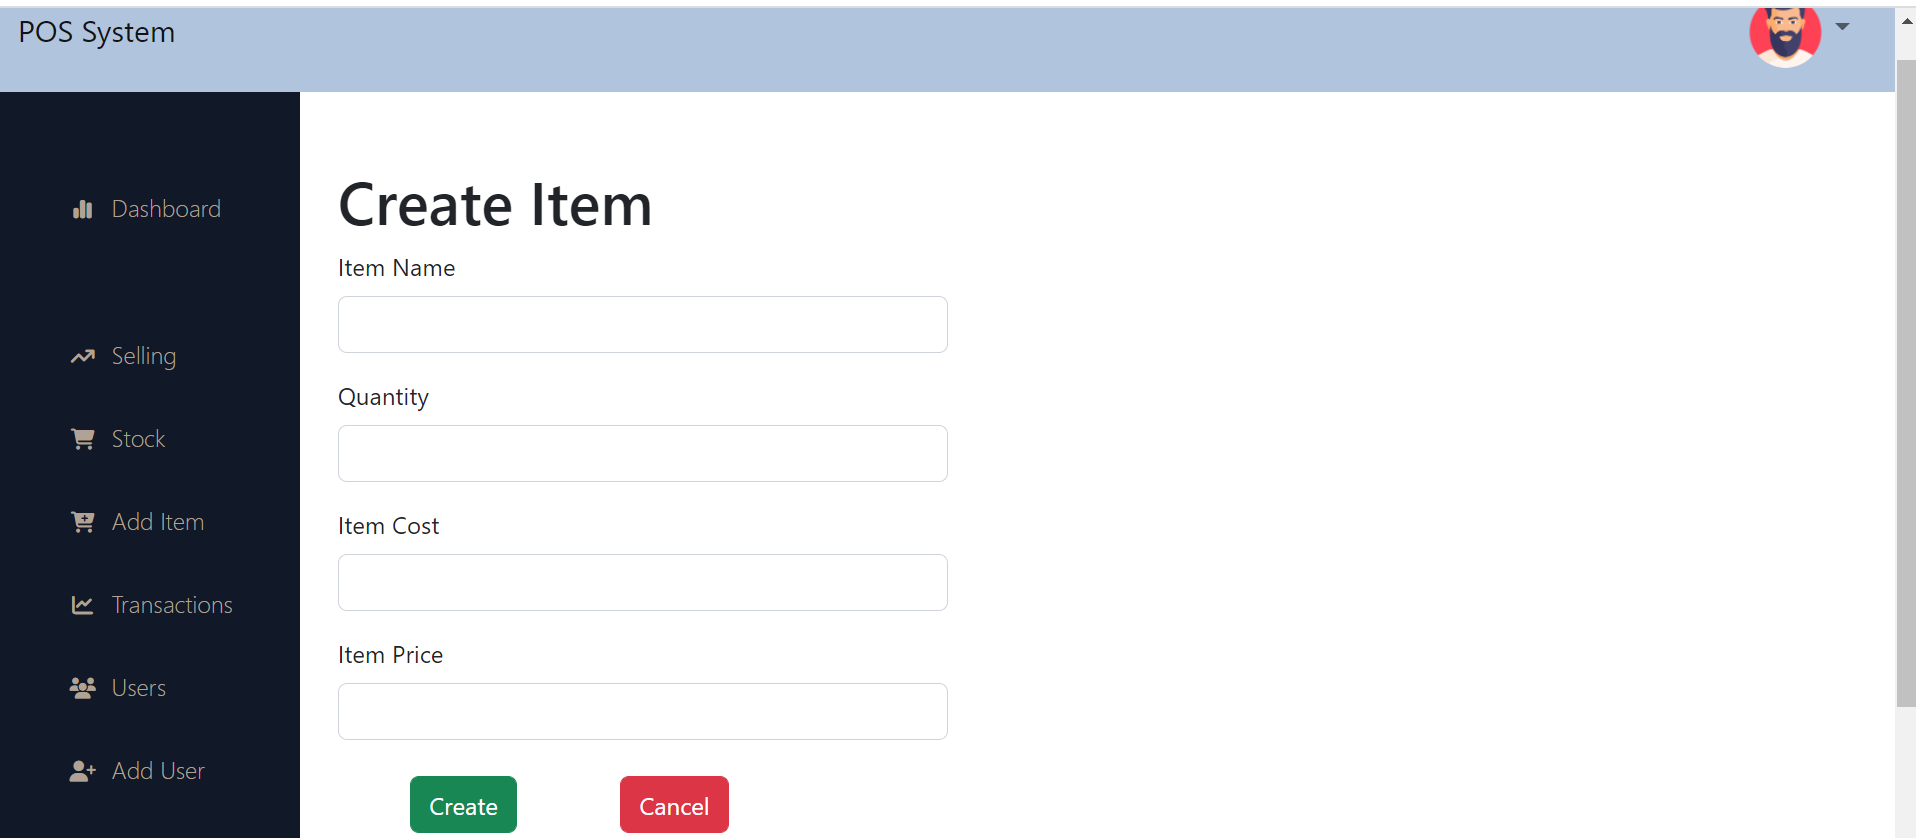 POS System
Dashboard
Selling
Stock
Add Item
Transactions
Users
Add User
Create Item
Item Name
Quantity
Item Cost
Item Price
Create
Cancel